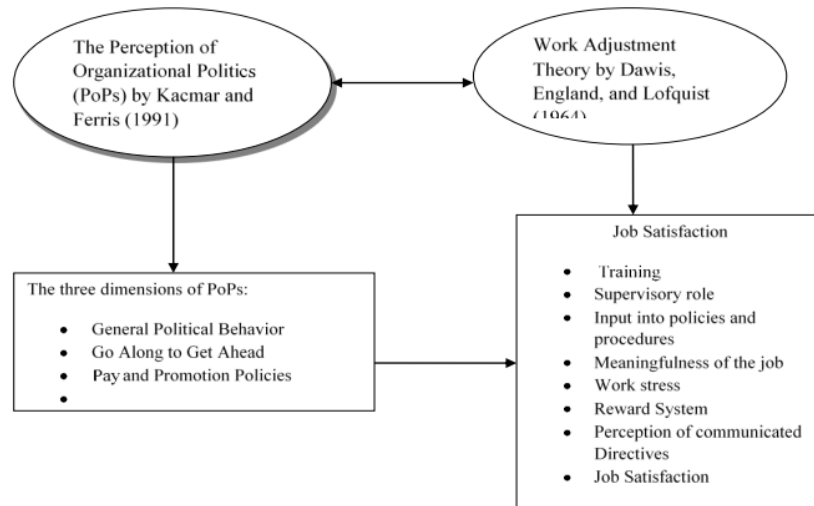 The Perception of
Organizational Politics
(PoPs) by Kacmar and
Ferris (1991)
Work Adjustment
Theory by Dawis,
England, and Lofquist
(1964)
The three dimensions of PoPs:
• General Political Behavior
• Go Along to Get Ahead
• Pay and Promotion Policies
•
Job Satisfaction
• Training
• Supervisory role
• Input into policies and
procedures
• Meaningfulness of the job
• Work stress
• Reward System
• Perception of communicated
Directives
• Job Satisfaction